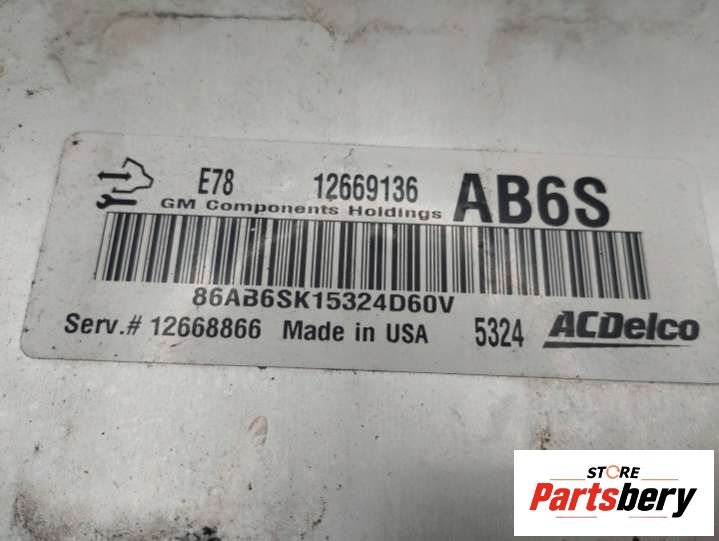 E78 12669136 AB6S
GM Components Holdings
86AB6SK15324D60V
Serv.# 12668866 Made in USA 5324 ACDelco
STORE
Partsbery